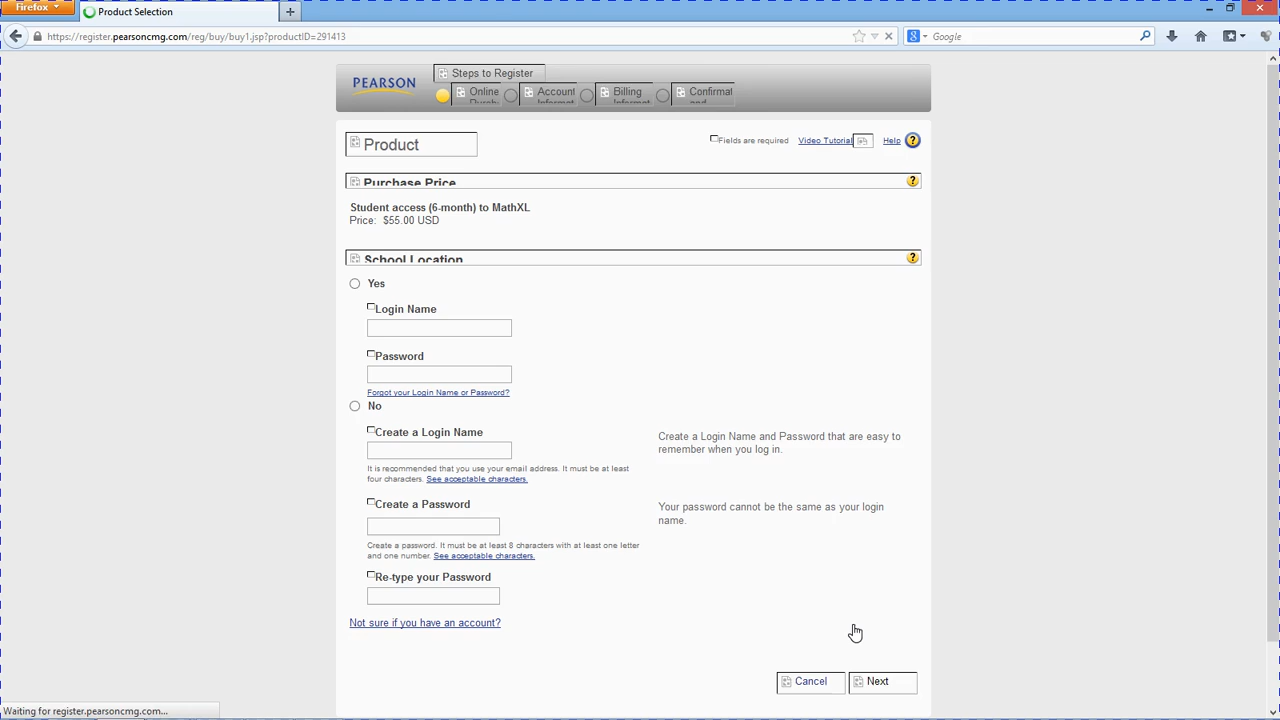 Firefox
Product Selection
https://register.pearsoncmg.com/reg/buy/buy1.jsp?productID=291413
Google
PEARSON
Steps to Register
Online
Account
Billing
Confirmat
and
Product
Fields are required
Video Tutorial
Help
Purchase Price
Student access (6-month) to MathXL
Price: $55.00 USD
School Location
Yes
Login Name
Password
Forgot your Login Name or Password?
No
Create a Login Name
It is recommended that you use your email address. It must be at least
four characters. See acceptable characters.
Create a Login Name and Password that are easy to
remember when you log in.
Create a Password
Create a password. It must be at least 8 characters with at least one letter
and one number. See acceptable characters.
Your password cannot be the same as your login
name.
Re-type your Password
Not sure if you have an account?
Cancel
Next
Waiting for register.pearsoncmg.com...